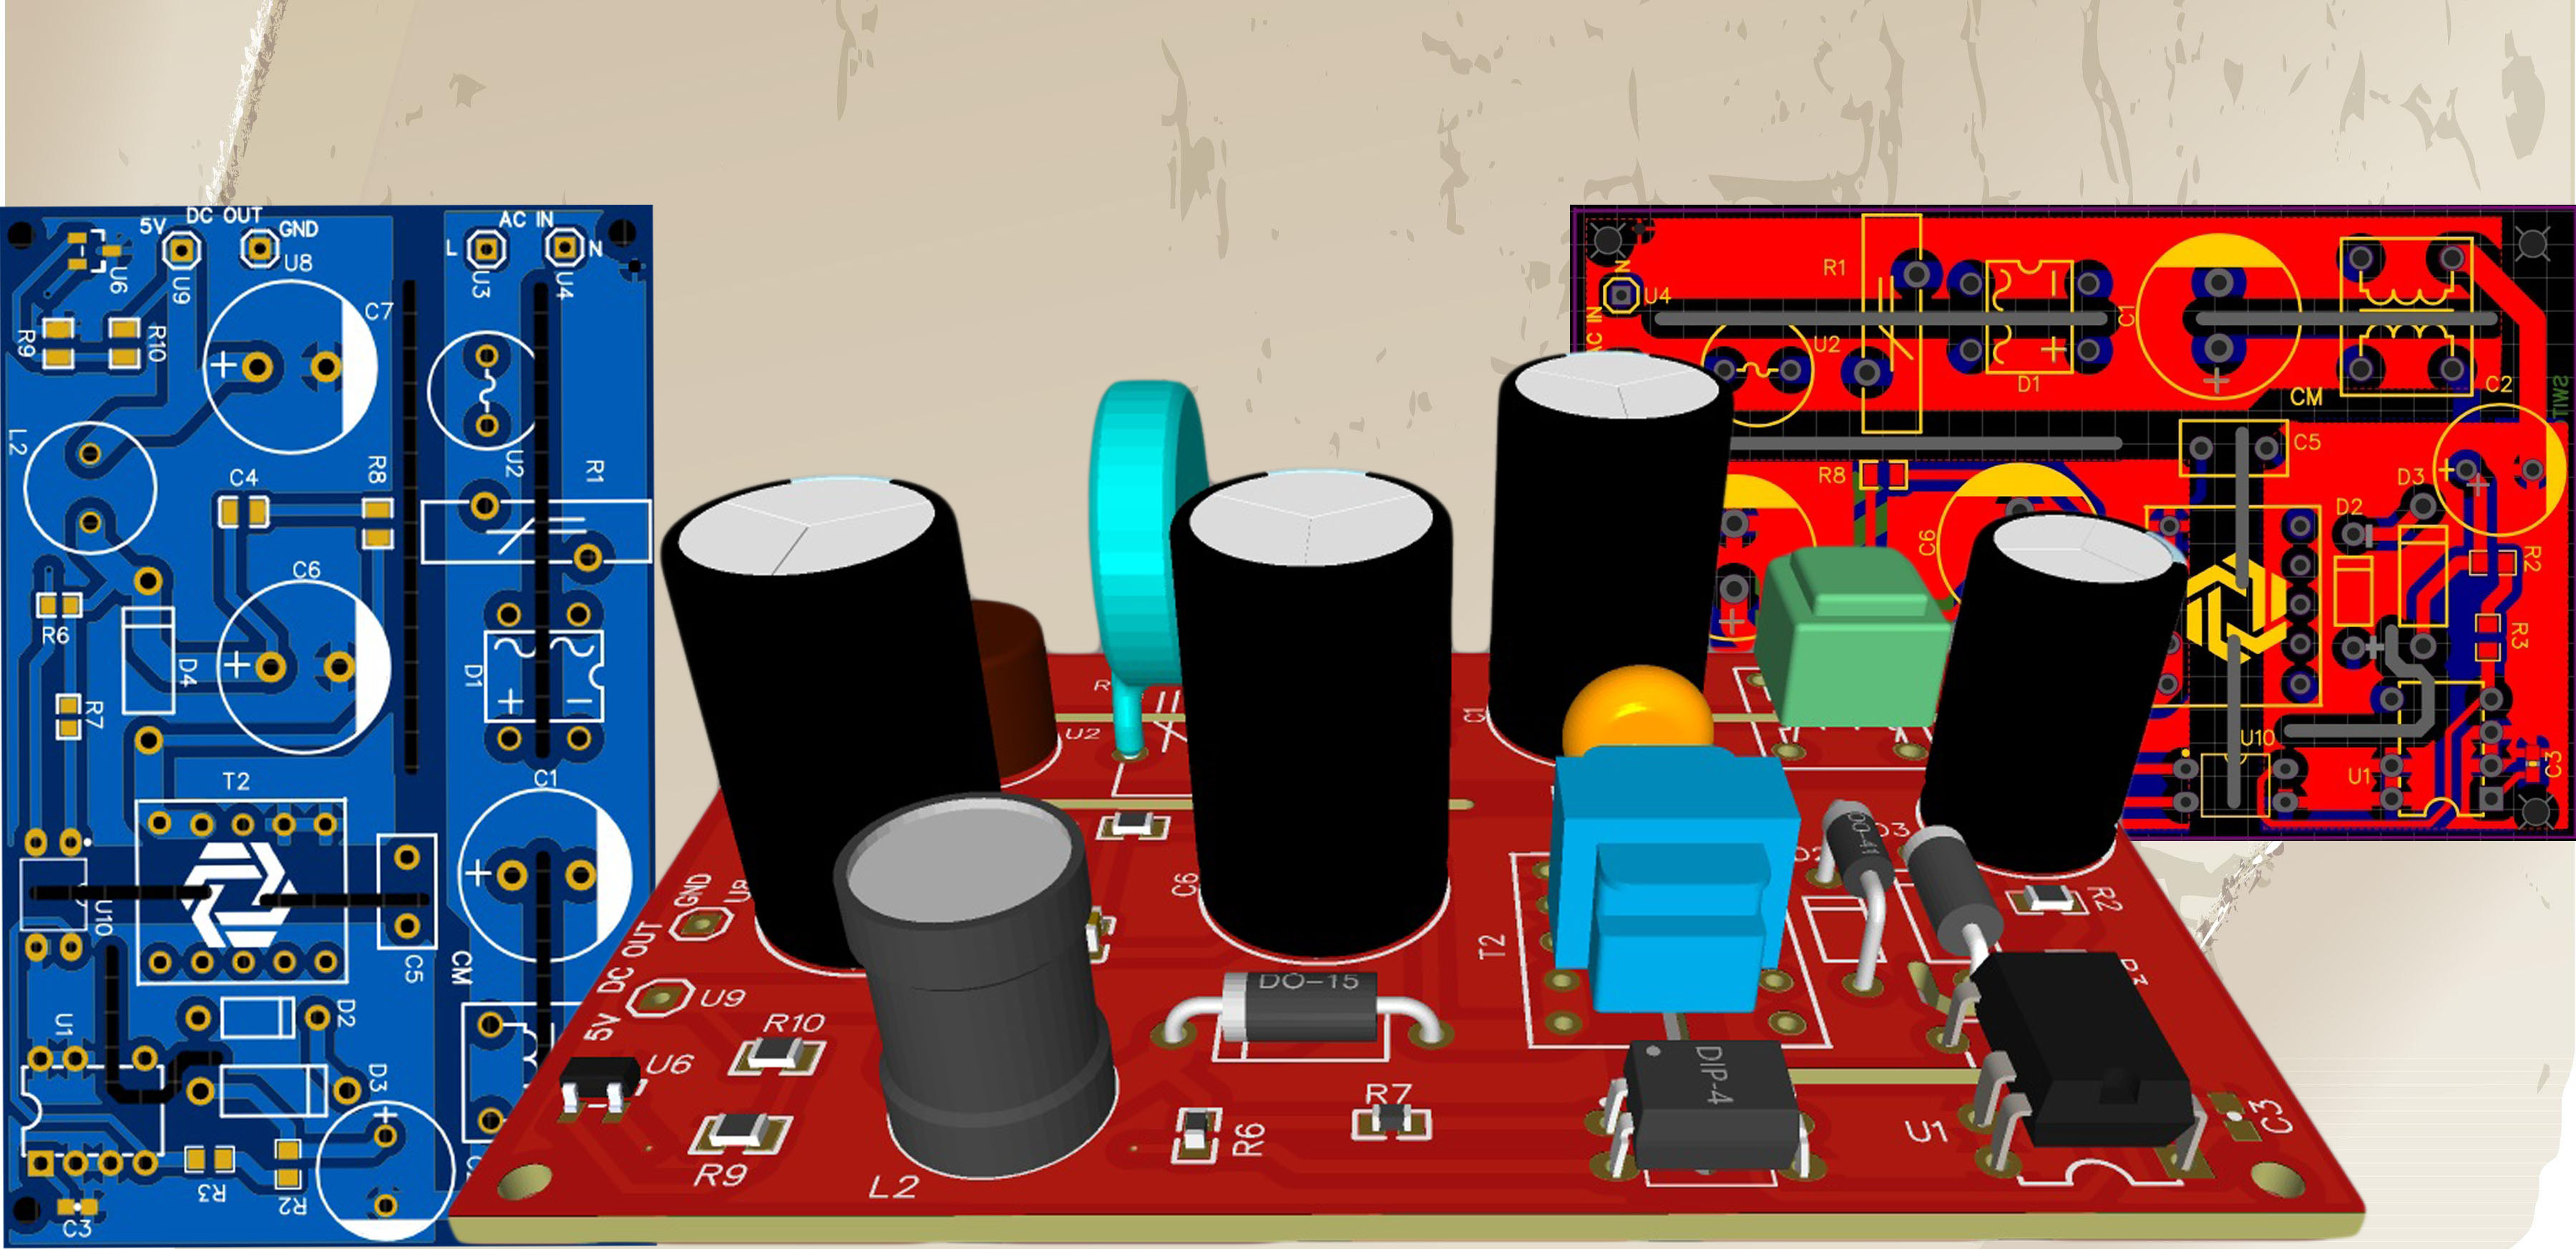 DC OUT
5V
GND
AC IN
L
N
U6
U9
U8
U3
U4
C7
R9
R10
L2
U2
C4
R8
R1
C6
R6
D4
R7
D1
T2
C1
U10
C5
CM
U1
D2
D3
R3
R2
C3
N
U4
AC IN
R1
U2
D1
C1
CM
C2
C5
R8
C6
D3
D2
R2
R3
U10
U1
C3
U2
C1
C6
GND
U8
DC OUT
U9
5V
U6
R10
R9
L2
DO-15
R7
R6
T2
DO-41
D3
R2
DIP-4
U1
C3